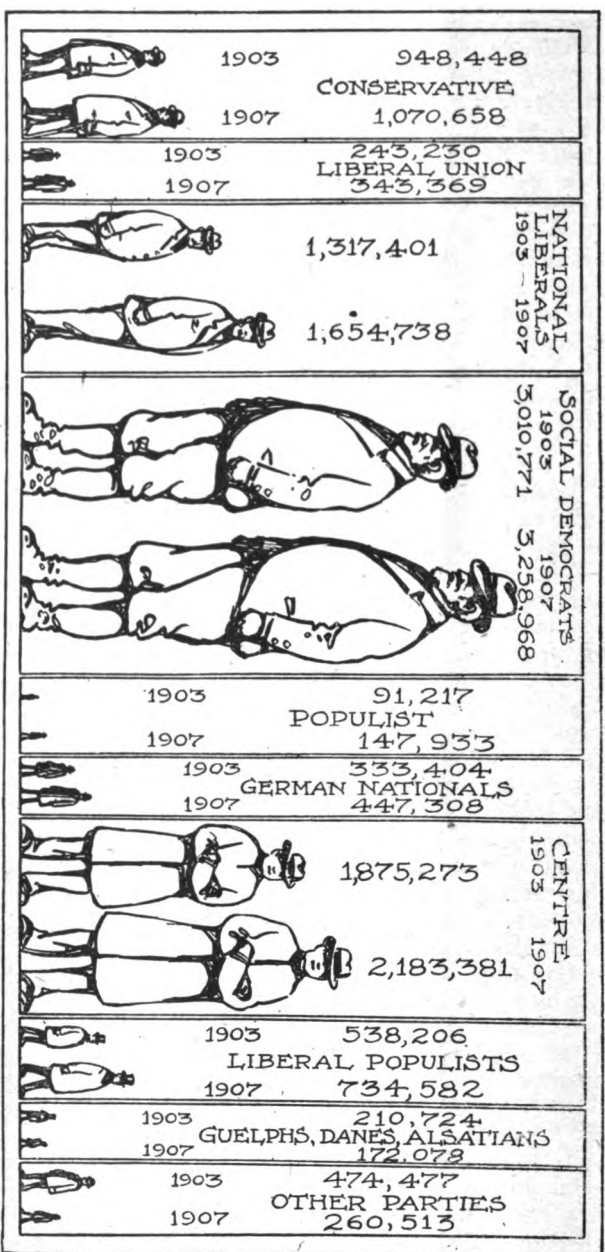 1903 948,448
CONSERVATIVE
1907 1,070,658
1903 243,230
LIBERAL UNION
1907 343,369
NATIONAL
LIBERALS
1903 - 1907
1,317,401
1,654,738
SOCIAL DEMOCRATS
1903 1907
3,010,771 3,258,968
1903 91,217
POPULIST
1907 147,933
1903 333,404
GERMAN NATIONALS
1907 447,308
CENTRE
1903 1907
1,875,273
2,183,381
1903 538,206
LIBERAL POPULISTS
1907 734,582
1903 210,724
GUELPHS, DANES, ALSATIANS
1907 172,078
1903 474,477
OTHER PARTIES
1907 260,513